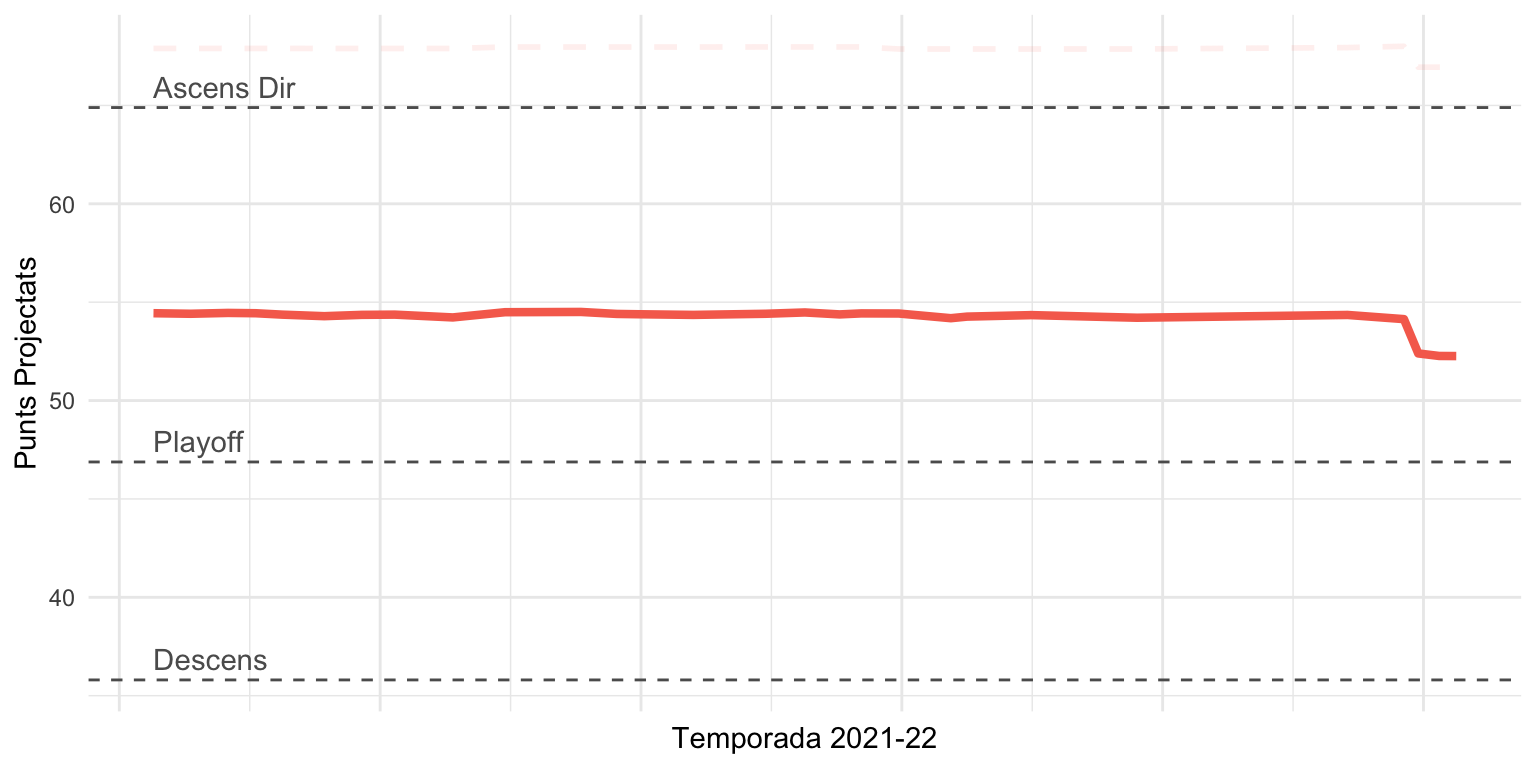 Ascens Dir
60
Punts Projectats
50
Playoff
40
Descens
Temporada 2021-22